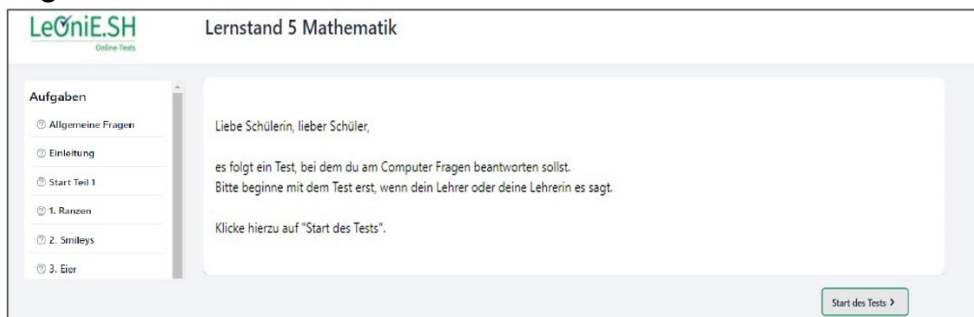 LeOniE.SH
Online-Tests
Lernstand 5 Mathematik
Aufgaben
Allgemeine Fragen
Einleitung
Start Teil 1
1. Ranzen
2. Smileys
3. Eier
Liebe Schülerin, lieber Schüler,
es folgt ein Test, bei dem du am Computer Fragen beantworten sollst.
Bitte beginne mit dem Test erst, wenn dein Lehrer oder deine Lehrerin es sagt.
Klicke hierzu auf "Start des Tests".
Start des Tests >